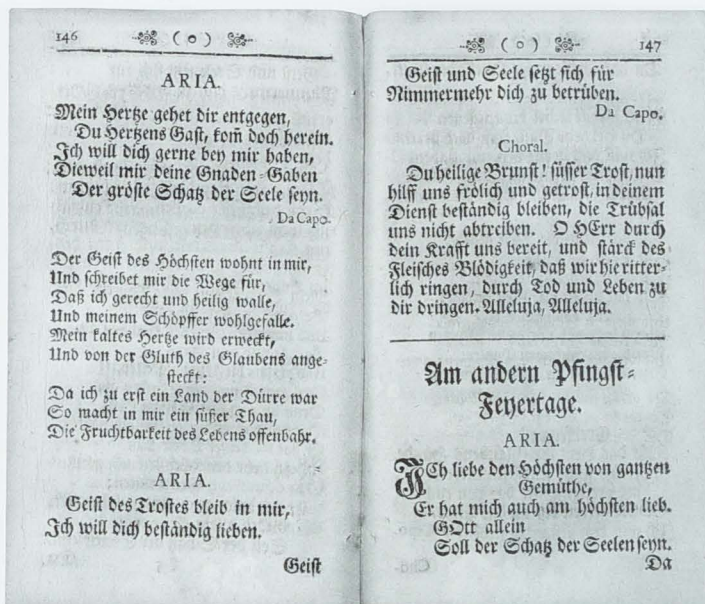 146
( o )
ARIA.
Mein Hertze gehet dir entgegen,
Du Hertzens Gast, kom̃ doch herein.
Ich will dich gerne bey mir haben,
Dieweil mir deine Gnaden-Gaben
Der gröste Schatz der Seele seyn.
Da Capo.
Der Geist des Höchsten wohnt in mir,
Und schreibet mir die Wege für,
Daß ich gerecht und heilig walle,
Und meinem Schöpffer wohlgefalle.
Mein kaltes Hertze wird erweckt,
Und von der Gluth des Glaubens ange-
steckt:
Da ich zu erst ein Land der Dürre war
So macht in mir ein süßer Thau,
Die Fruchtbarkeit des Lebens offenbahr.
ARIA.
Geist des Trostes bleib in mir,
Ich will dich beständig lieben.
Geist
( o )
147
Geist und Seele setzt sich für
Nimmermehr dich zu betrüben.
Da Capo.
Choral.
Du heilige Brunst! süsser Trost, nun
hilff uns frölich und getrost, in deinem
Dienst beständig bleiben, die Trübsal
uns nicht abtreiben. O HErr durch
dein Krafft uns bereit, und stärck des
Fleisches Blödigkeit, daß wir hie ritter-
lich ringen, durch Tod und Leben zu
dir dringen. Alleluja, Alleluja.
Am andern Pfingst-
Feyertage.
ARIA.
ICh liebe den Höchsten von gantzen
Gemüthe,
Er hat mich auch am höchsten lieb.
GOtt allein
Soll der Schatz der Seelen seyn.
Da